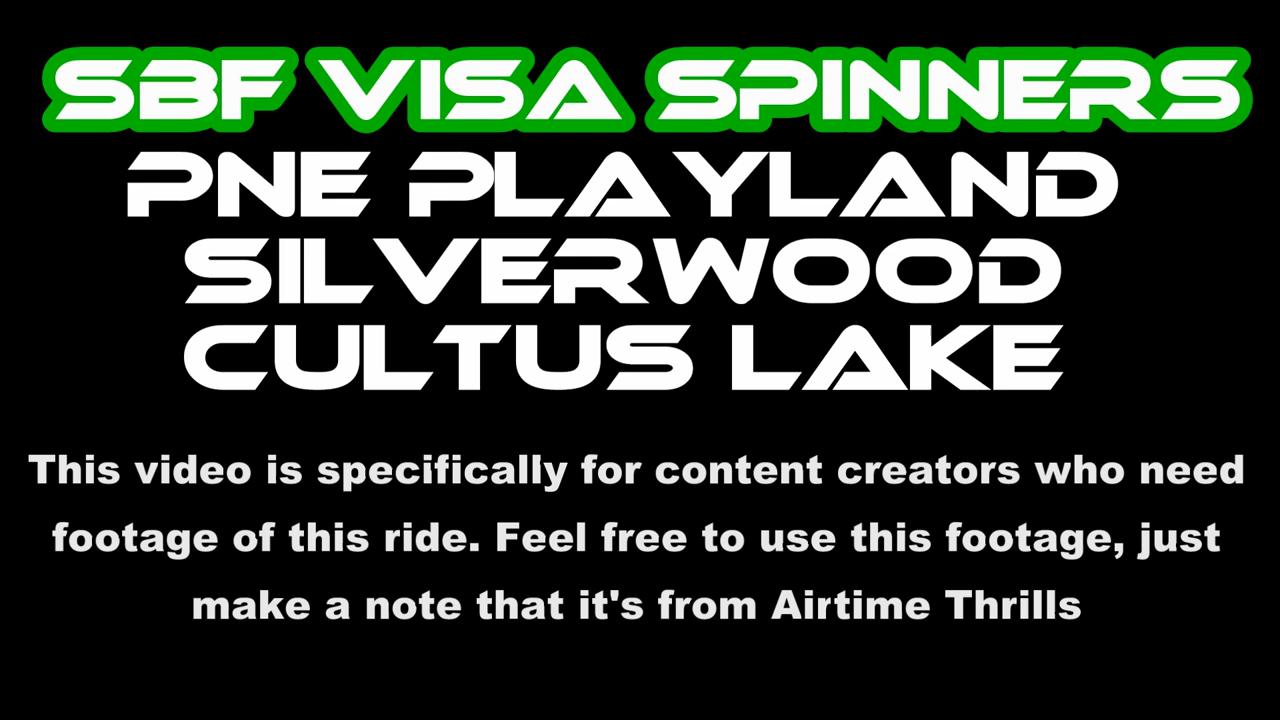 SBF VISA SPINNERS
PNE PLAYLAND
SILVERWOOD
CULTUS LAKE
This video is specifically for content creators who need
footage of this ride. Feel free to use this footage, just
make a note that it's from Airtime Thrills